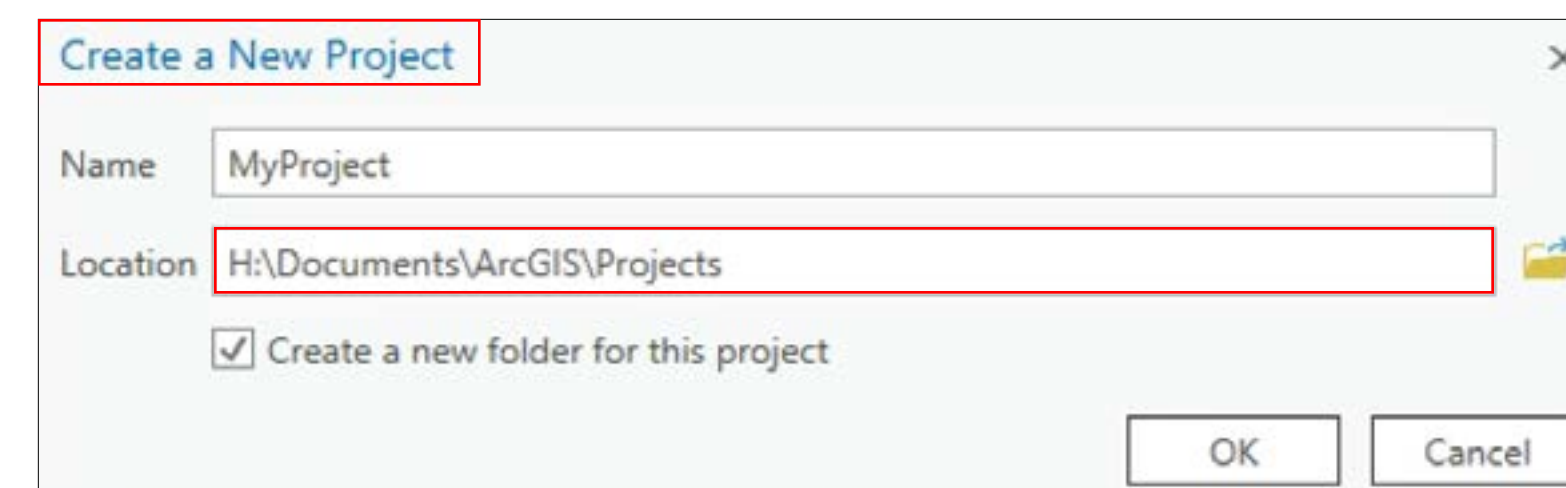 Create a New Project
Name MyProject
Location H:\Documents\ArcGIS\Projects
Create a new folder for this project
OK Cancel